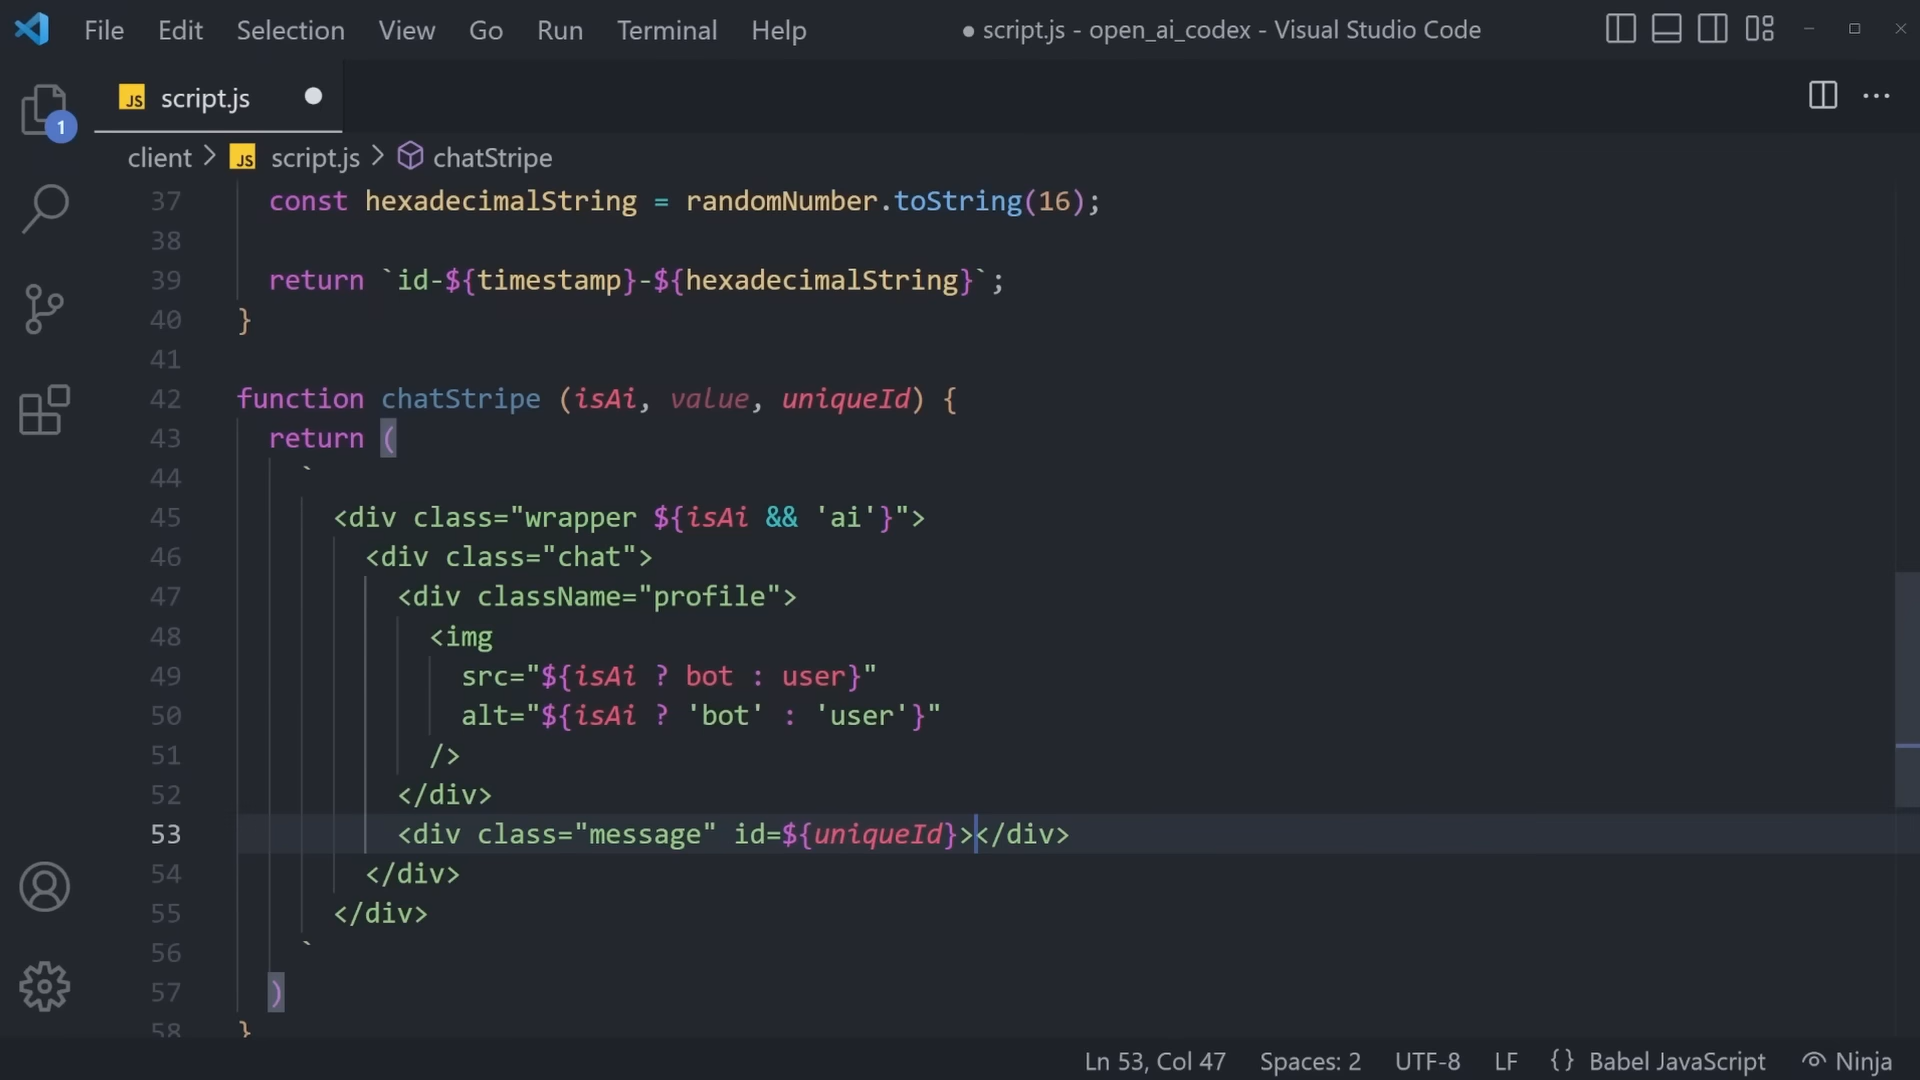 File Edit Selection View Go Run Terminal Help ● script.js - open_ai_codex - Visual Studio Code
JS script.js ●
1
client > JS script.js > chatStripe
37 const hexadecimalString = randomNumber.toString(16);
38
39 return `id-${timestamp}-${hexadecimalString}`;
40 }
41
42 function chatStripe (isAi, value, uniqueId) {
43 return (
44 `
45 <div class="wrapper ${isAi && 'ai'}">
46 <div class="chat">
47 <div className="profile">
48 <img
49 src="${isAi ? bot : user}"
50 alt="${isAi ? 'bot' : 'user'}"
51 />
52 </div>
53 <div class="message" id=${uniqueId}></div>
54 </div>
55 </div>
56 `
57 )
58 }
Ln 53, Col 47 Spaces: 2 UTF-8 LF {} Babel JavaScript Ninja